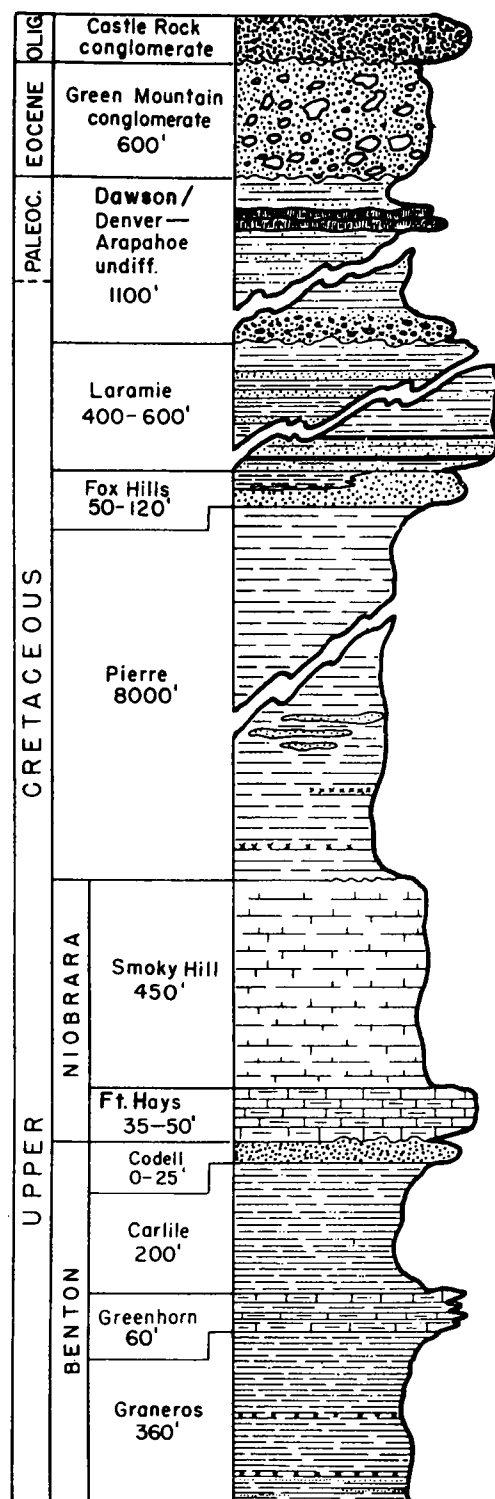 OLIG.
Castle Rock
conglomerate
EOCENE
Green Mountain
conglomerate
600'
PALEOC.
Dawson/
Denver—
Arapahoe
undiff.
1100'
UPPER CRETACEOUS
Laramie
400-600'
Fox Hills
50-120'
Pierre
8000'
NIOBRARA
Smoky Hill
450'
Ft. Hays
35-50'
BENTON
Codell
0-25'
Carlile
200'
Greenhorn
60'
Graneros
360'